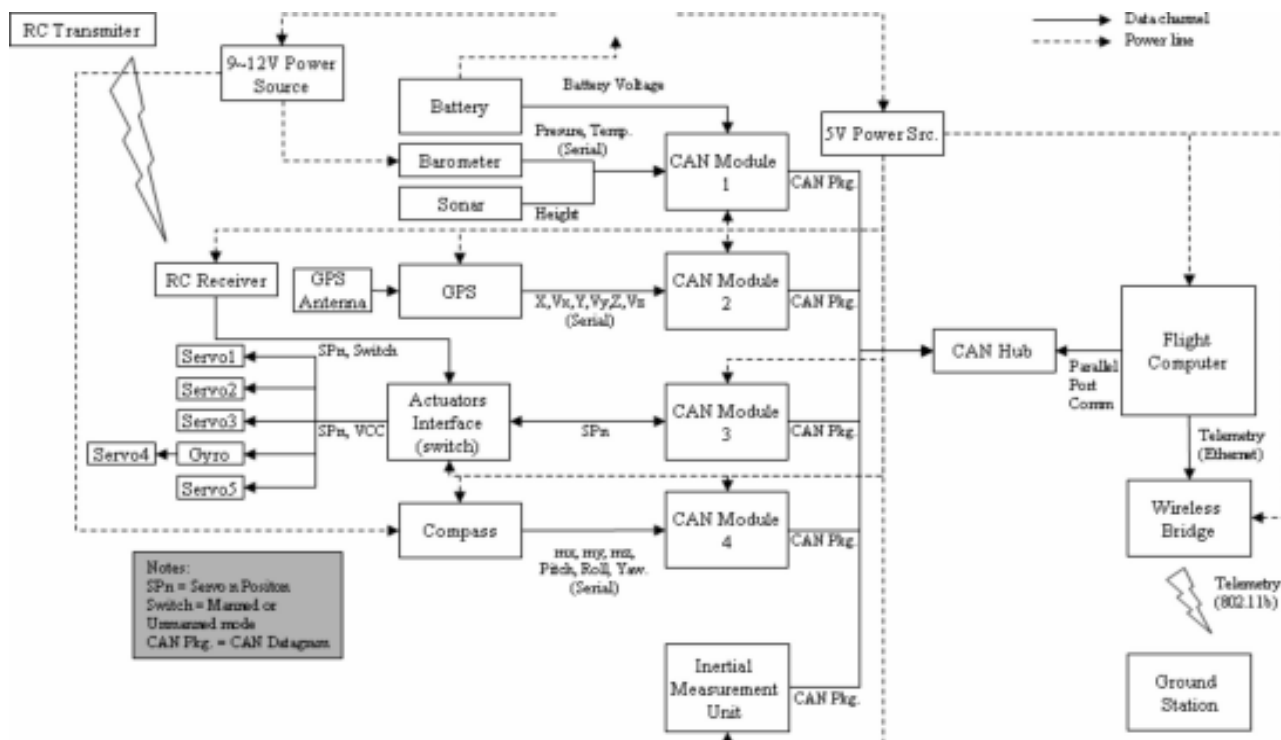 RC Transmiter
Data channel
Power line
9~12V Power
Source
Battery
Battery Voltage
5V Power Src.
Presure, Temp.
(Serial)
Barometer
CAN Module
1
CAN Pkg.
Sonar
Height
RC Receiver
GPS
Antenna
GPS
X,Vx,Y,Vy,Z,Vz
(Serial)
CAN Module
2
CAN Pkg.
Flight
Computer
CAN Hub
Parallel
Port
Comm
SPn, Switch
Servo1
Servo2
Servo3
Servo4
Gyro
Servo5
SPn, VCC
Actuators
Interface
(switch)
SPn
CAN Module
3
CAN Pkg.
Telemetry
(Ethernet)
Wireless
Bridge
Compass
mx, my, mz,
Pitch, Roll, Yaw.
(Serial)
CAN Module
4
CAN Pkg.
Notes:
SPn = Servo n Positon
Switch = Manned or
Unmanned mode
CAN Pkg. = CAN Datagram
Telemetry
(802.11b)
Inertial
Measurement
Unit
CAN Pkg.
Ground
Station